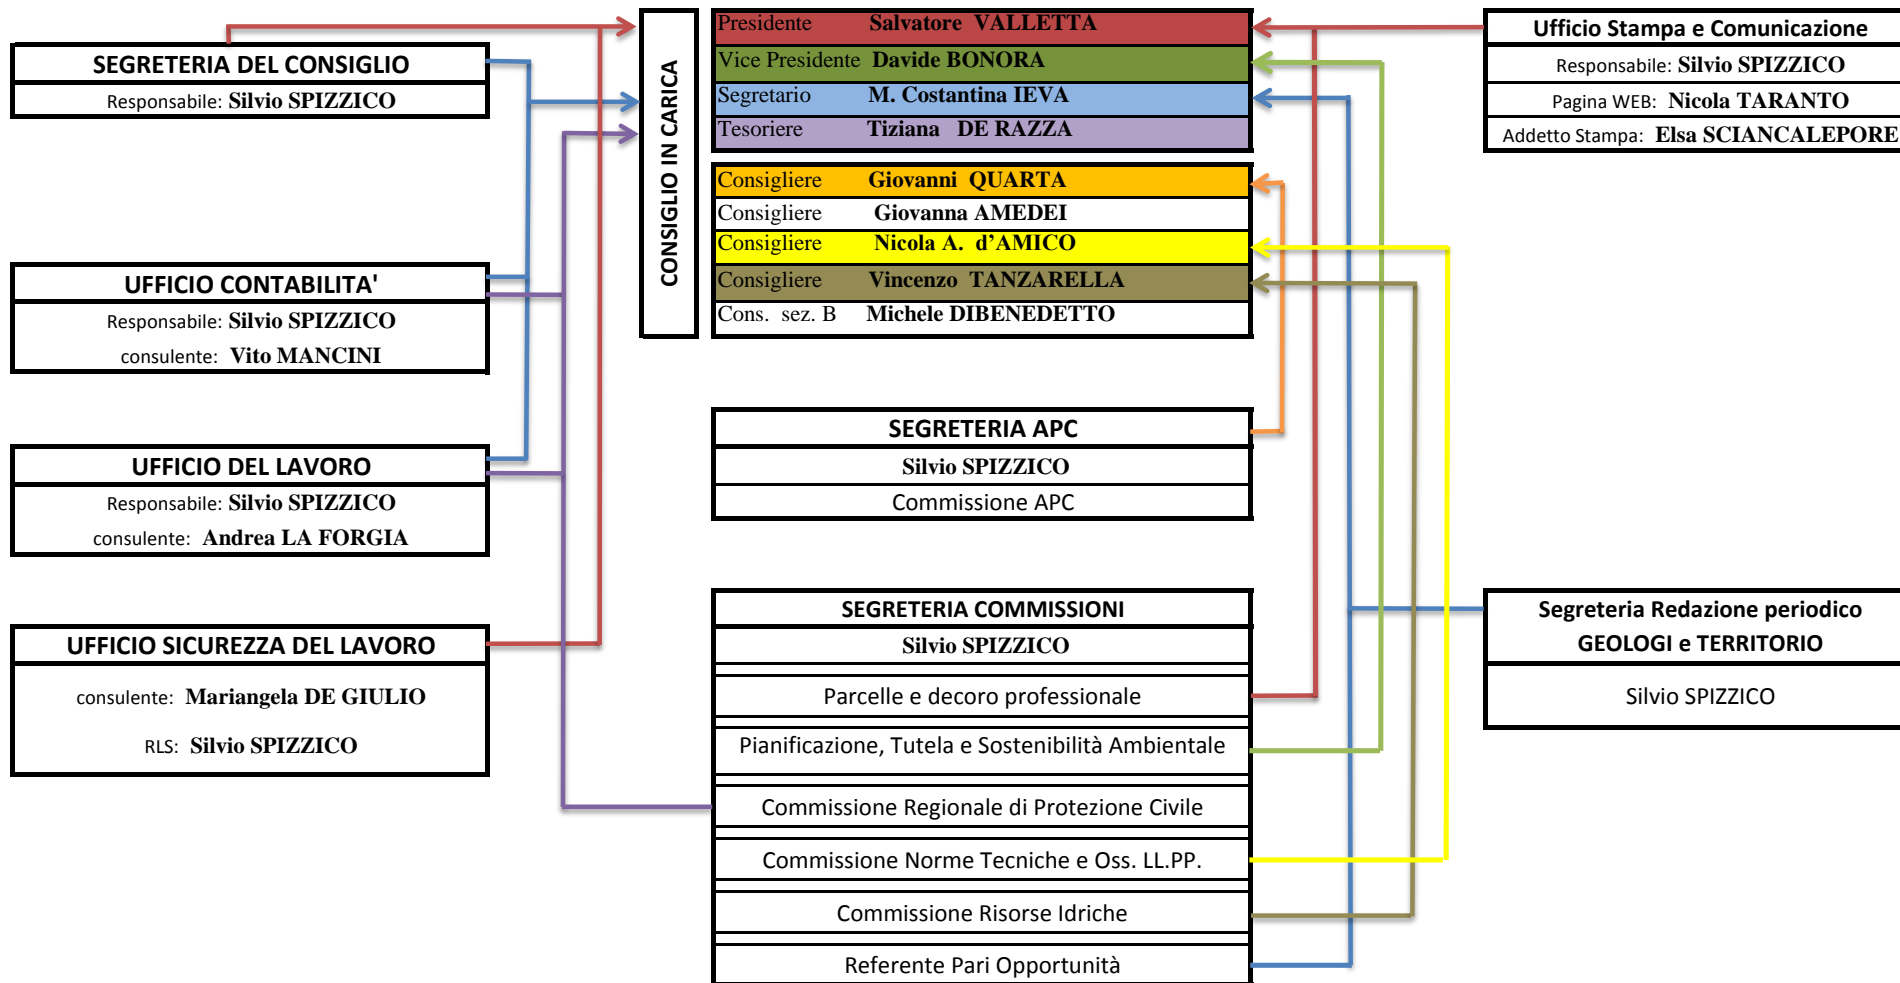 SEGRETERIA DEL CONSIGLIO
Responsabile: Silvio SPIZZICO
UFFICIO CONTABILITA'
Responsabile: Silvio SPIZZICO
consulente: Vito MANCINI
UFFICIO DEL LAVORO
Responsabile: Silvio SPIZZICO
consulente: Andrea LA FORGIA
UFFICIO SICUREZZA DEL LAVORO
consulente: Mariangela DE GIULIO
RLS: Silvio SPIZZICO
CONSIGLIO IN CARICA
Presidente Salvatore VALLETTA
Vice Presidente Davide BONORA
Segretario M. Costantina IEVA
Tesoriere Tiziana DE RAZZA
Consigliere Giovanni QUARTA
Consigliere Giovanna AMEDEI
Consigliere Nicola A. d'AMICO
Consigliere Vincenzo TANZARELLA
Cons. sez. B Michele DIBENEDETTO
SEGRETERIA APC
Silvio SPIZZICO
Commissione APC
SEGRETERIA COMMISSIONI
Silvio SPIZZICO
Parcelle e decoro professionale
Pianificazione, Tutela e Sostenibilità Ambientale
Commissione Regionale di Protezione Civile
Commissione Norme Tecniche e Oss. LL.PP.
Commissione Risorse Idriche
Referente Pari Opportunità
Ufficio Stampa e Comunicazione
Responsabile: Silvio SPIZZICO
Pagina WEB: Nicola TARANTO
Addetto Stampa: Elsa SCIANCALEPORE
Segreteria Redazione periodico
GEOLOGI e TERRITORIO
Silvio SPIZZICO